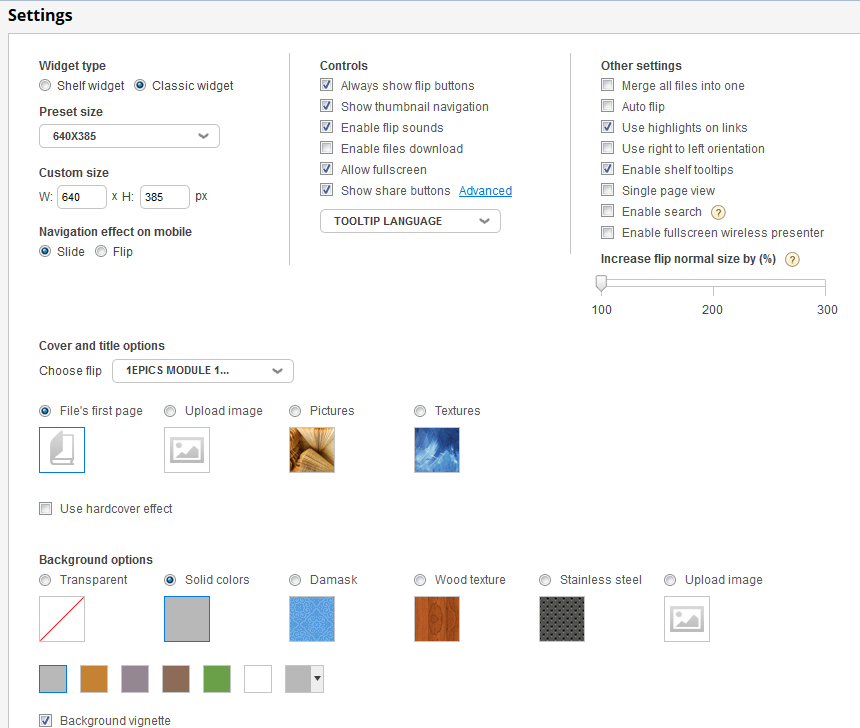 Settings
Widget type
Shelf widget Classic widget
Preset size
640X385
Custom size
W: 640 x H: 385 px
Navigation effect on mobile
Slide Flip
Controls
Always show flip buttons
Show thumbnail navigation
Enable flip sounds
Enable files download
Allow fullscreen
Show share buttons Advanced
TOOLTIP LANGUAGE
Other settings
Merge all files into one
Auto flip
Use highlights on links
Use right to left orientation
Enable shelf tooltips
Single page view
Enable search ?
Enable fullscreen wireless presenter
Increase flip normal size by (%) ?
100 200 300
Cover and title options
Choose flip 1EPICS MODULE 1...
File's first page Upload image Pictures Textures
Use hardcover effect
Background options
Transparent Solid colors Damask Wood texture Stainless steel Upload image
Background vignette